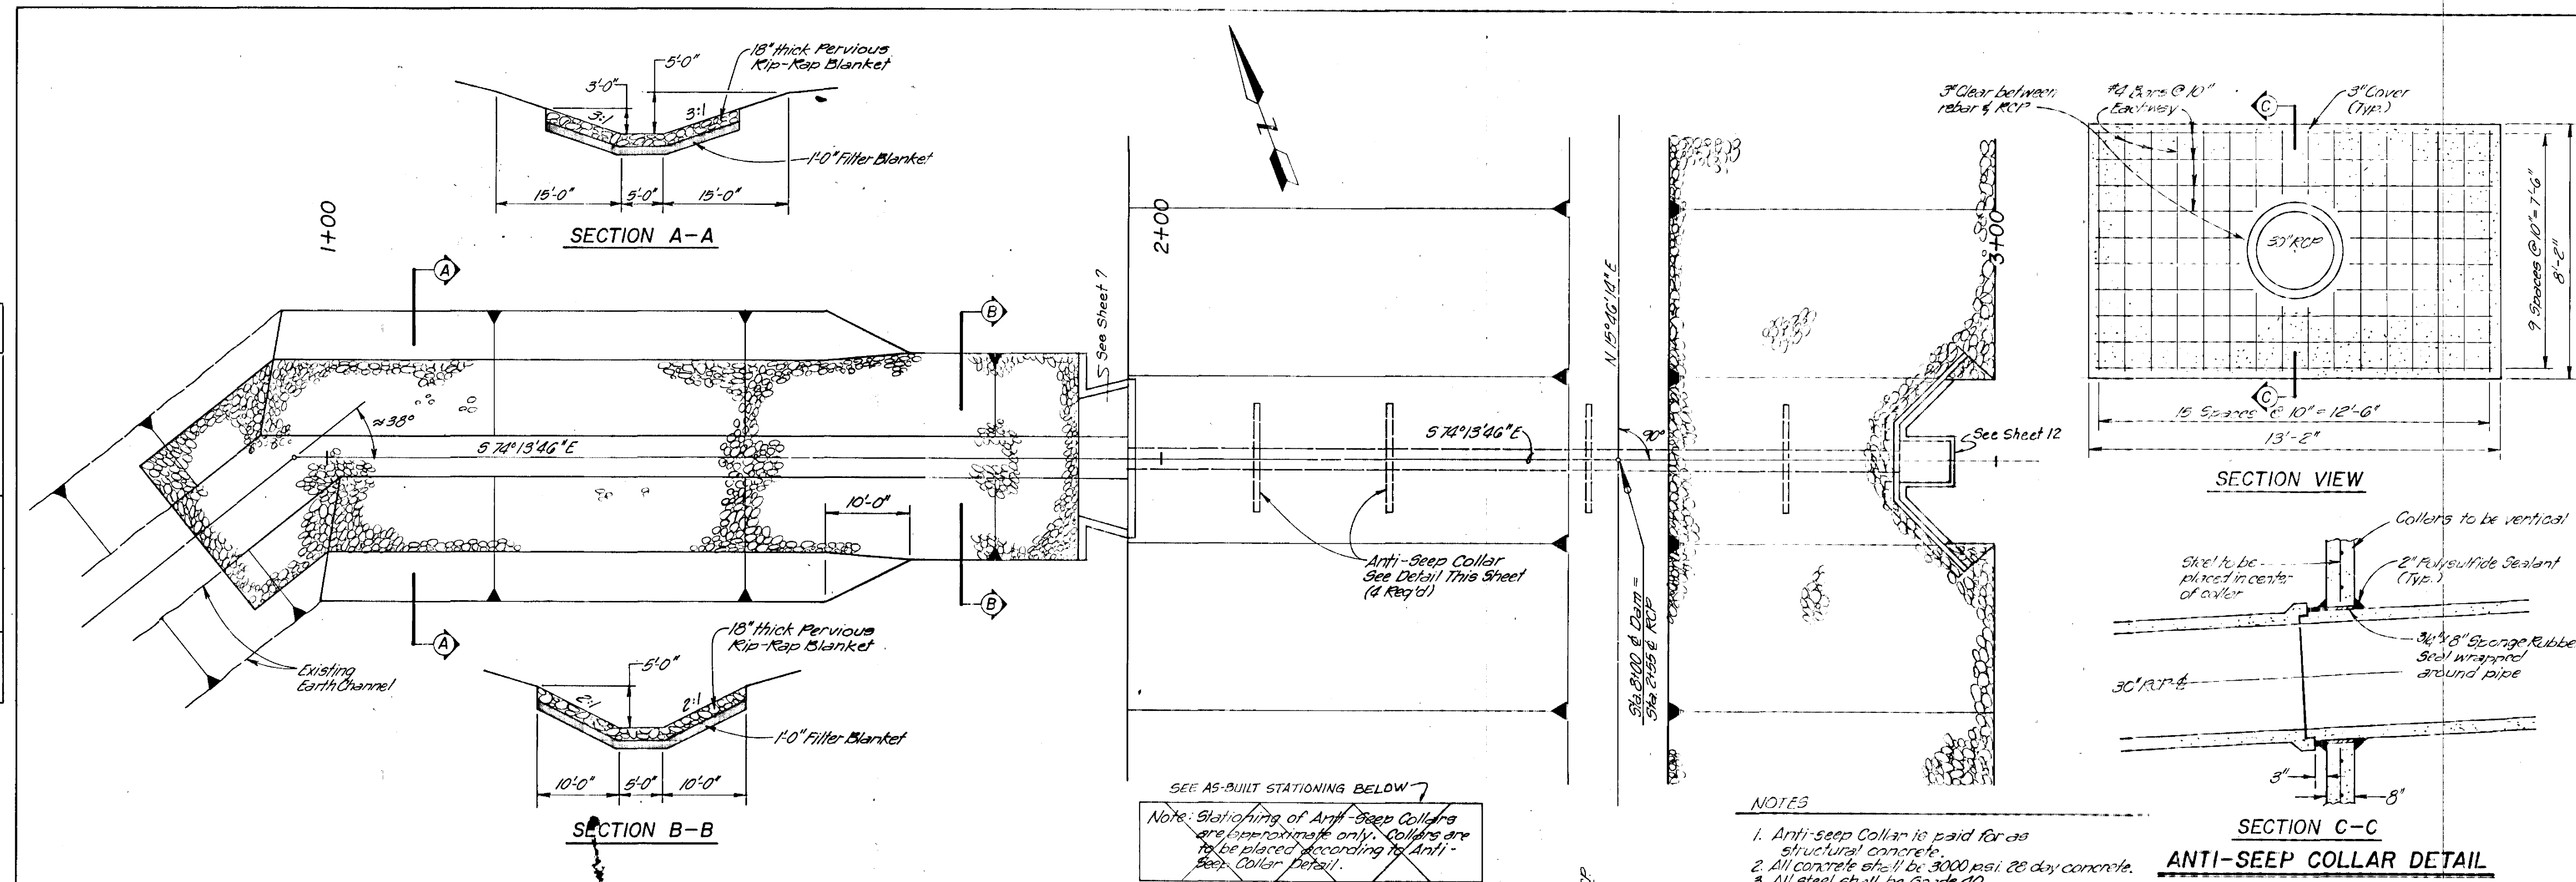 18" thick Pervious
Rip-Rap Blanket
5'-0"
3'-0"
3:1
3:1
1'-0" Filter Blanket
15'-0"
5'-0"
15'-0"
SECTION A-A
1+00
2+00
3+00
A
A
B
B
See Sheet 7
≈38°
S 74°13'46" E
10'-0"
Existing
Earth Channel
N 15°46'14" E
S 74°13'46" E
90°
See Sheet 12
Anti-Seep Collar
See Detail This Sheet
(4 Req'd)
Sta. 8+00 ℄ Dam =
Sta. 2+55 ℄ RCP
18" thick Pervious
Rip-Rap Blanket
5'-0"
2:1
2:1
1'-0" Filter Blanket
10'-0"
5'-0"
10'-0"
SECTION B-B
SEE AS-BUILT STATIONING BELOW
Note: Stationing of Anti-Seep Collars
are approximate only. Collars are
to be placed according to Anti-
Seep Collar Detail.
3" Clear between
rebar & RCP
#4 Bars @ 10"
Each way
C
3" Cover
(Typ.)
30" RCP
9 Spaces @ 10" = 7'-6"
8'-2"
C
15 Spaces @ 10" = 12'-6"
13'-2"
SECTION VIEW
Collars to be vertical
Steel to be
placed in center
of collar
2" Polysulfide Sealant
(Typ.)
3/4" x 8" Sponge Rubbe
Seal wrapped
around pipe
30" RCP ℄
3"
8"
SECTION C-C
ANTI-SEEP COLLAR DETAIL
NOTES
1. Anti-seep Collar is paid for as
structural concrete.
2. All concrete shall be 3000 p.s.i. 28 day concrete.
3. All steel shall be Grade 40